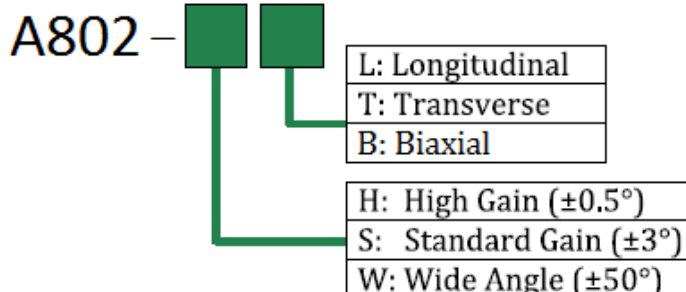 A802 –
L: Longitudinal
T: Transverse
B: Biaxial
H: High Gain (±0.5°)
S: Standard Gain (±3°)
W: Wide Angle (±50°)